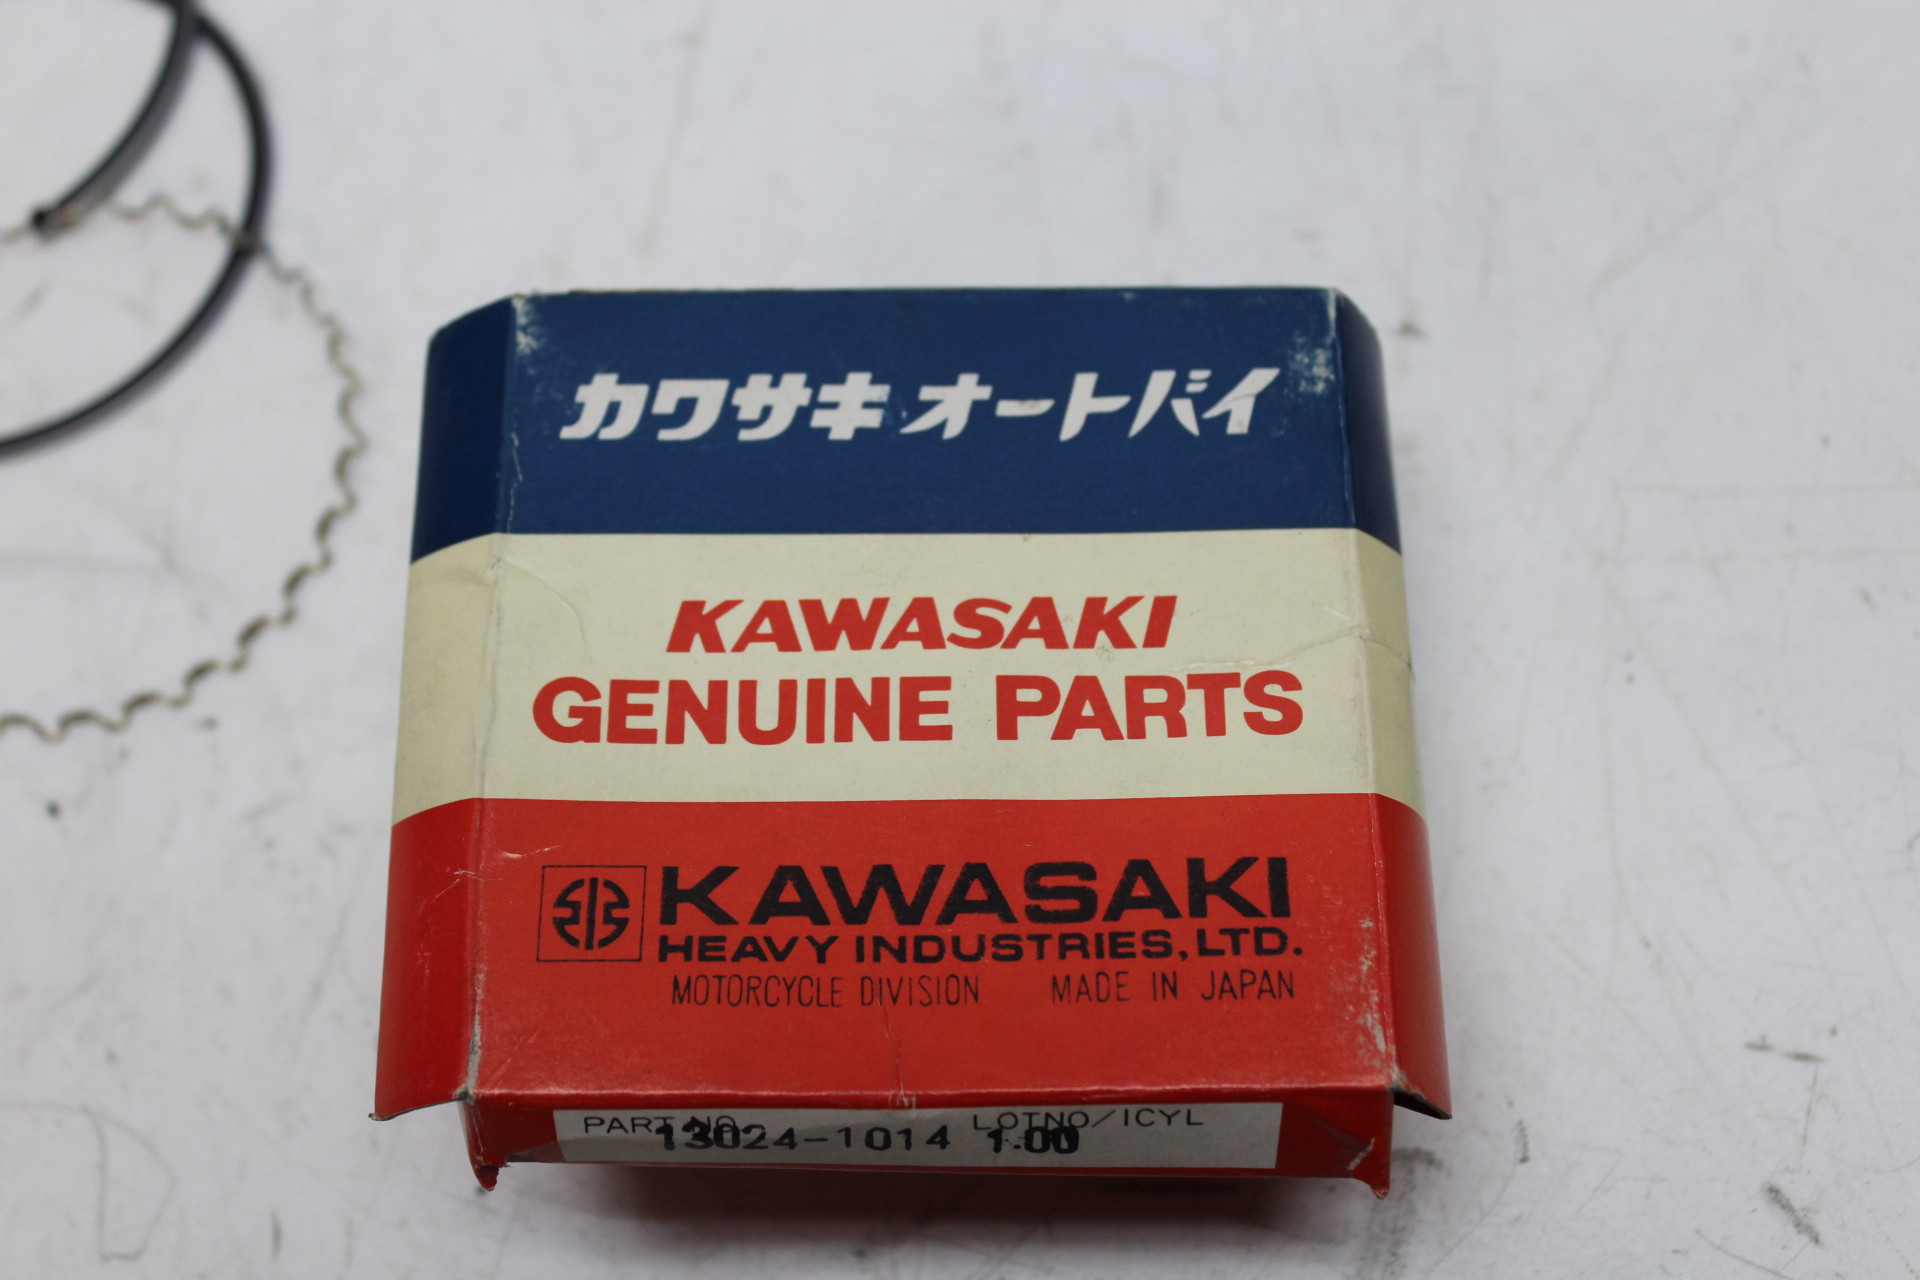 カワサキ オートバイ
KAWASAKI
GENUINE PARTS
KAWASAKI
HEAVY INDUSTRIES, LTD.
MOTORCYCLE DIVISION MADE IN JAPAN
PART NO. LOTNO/1CYL
13024-1014 1.00